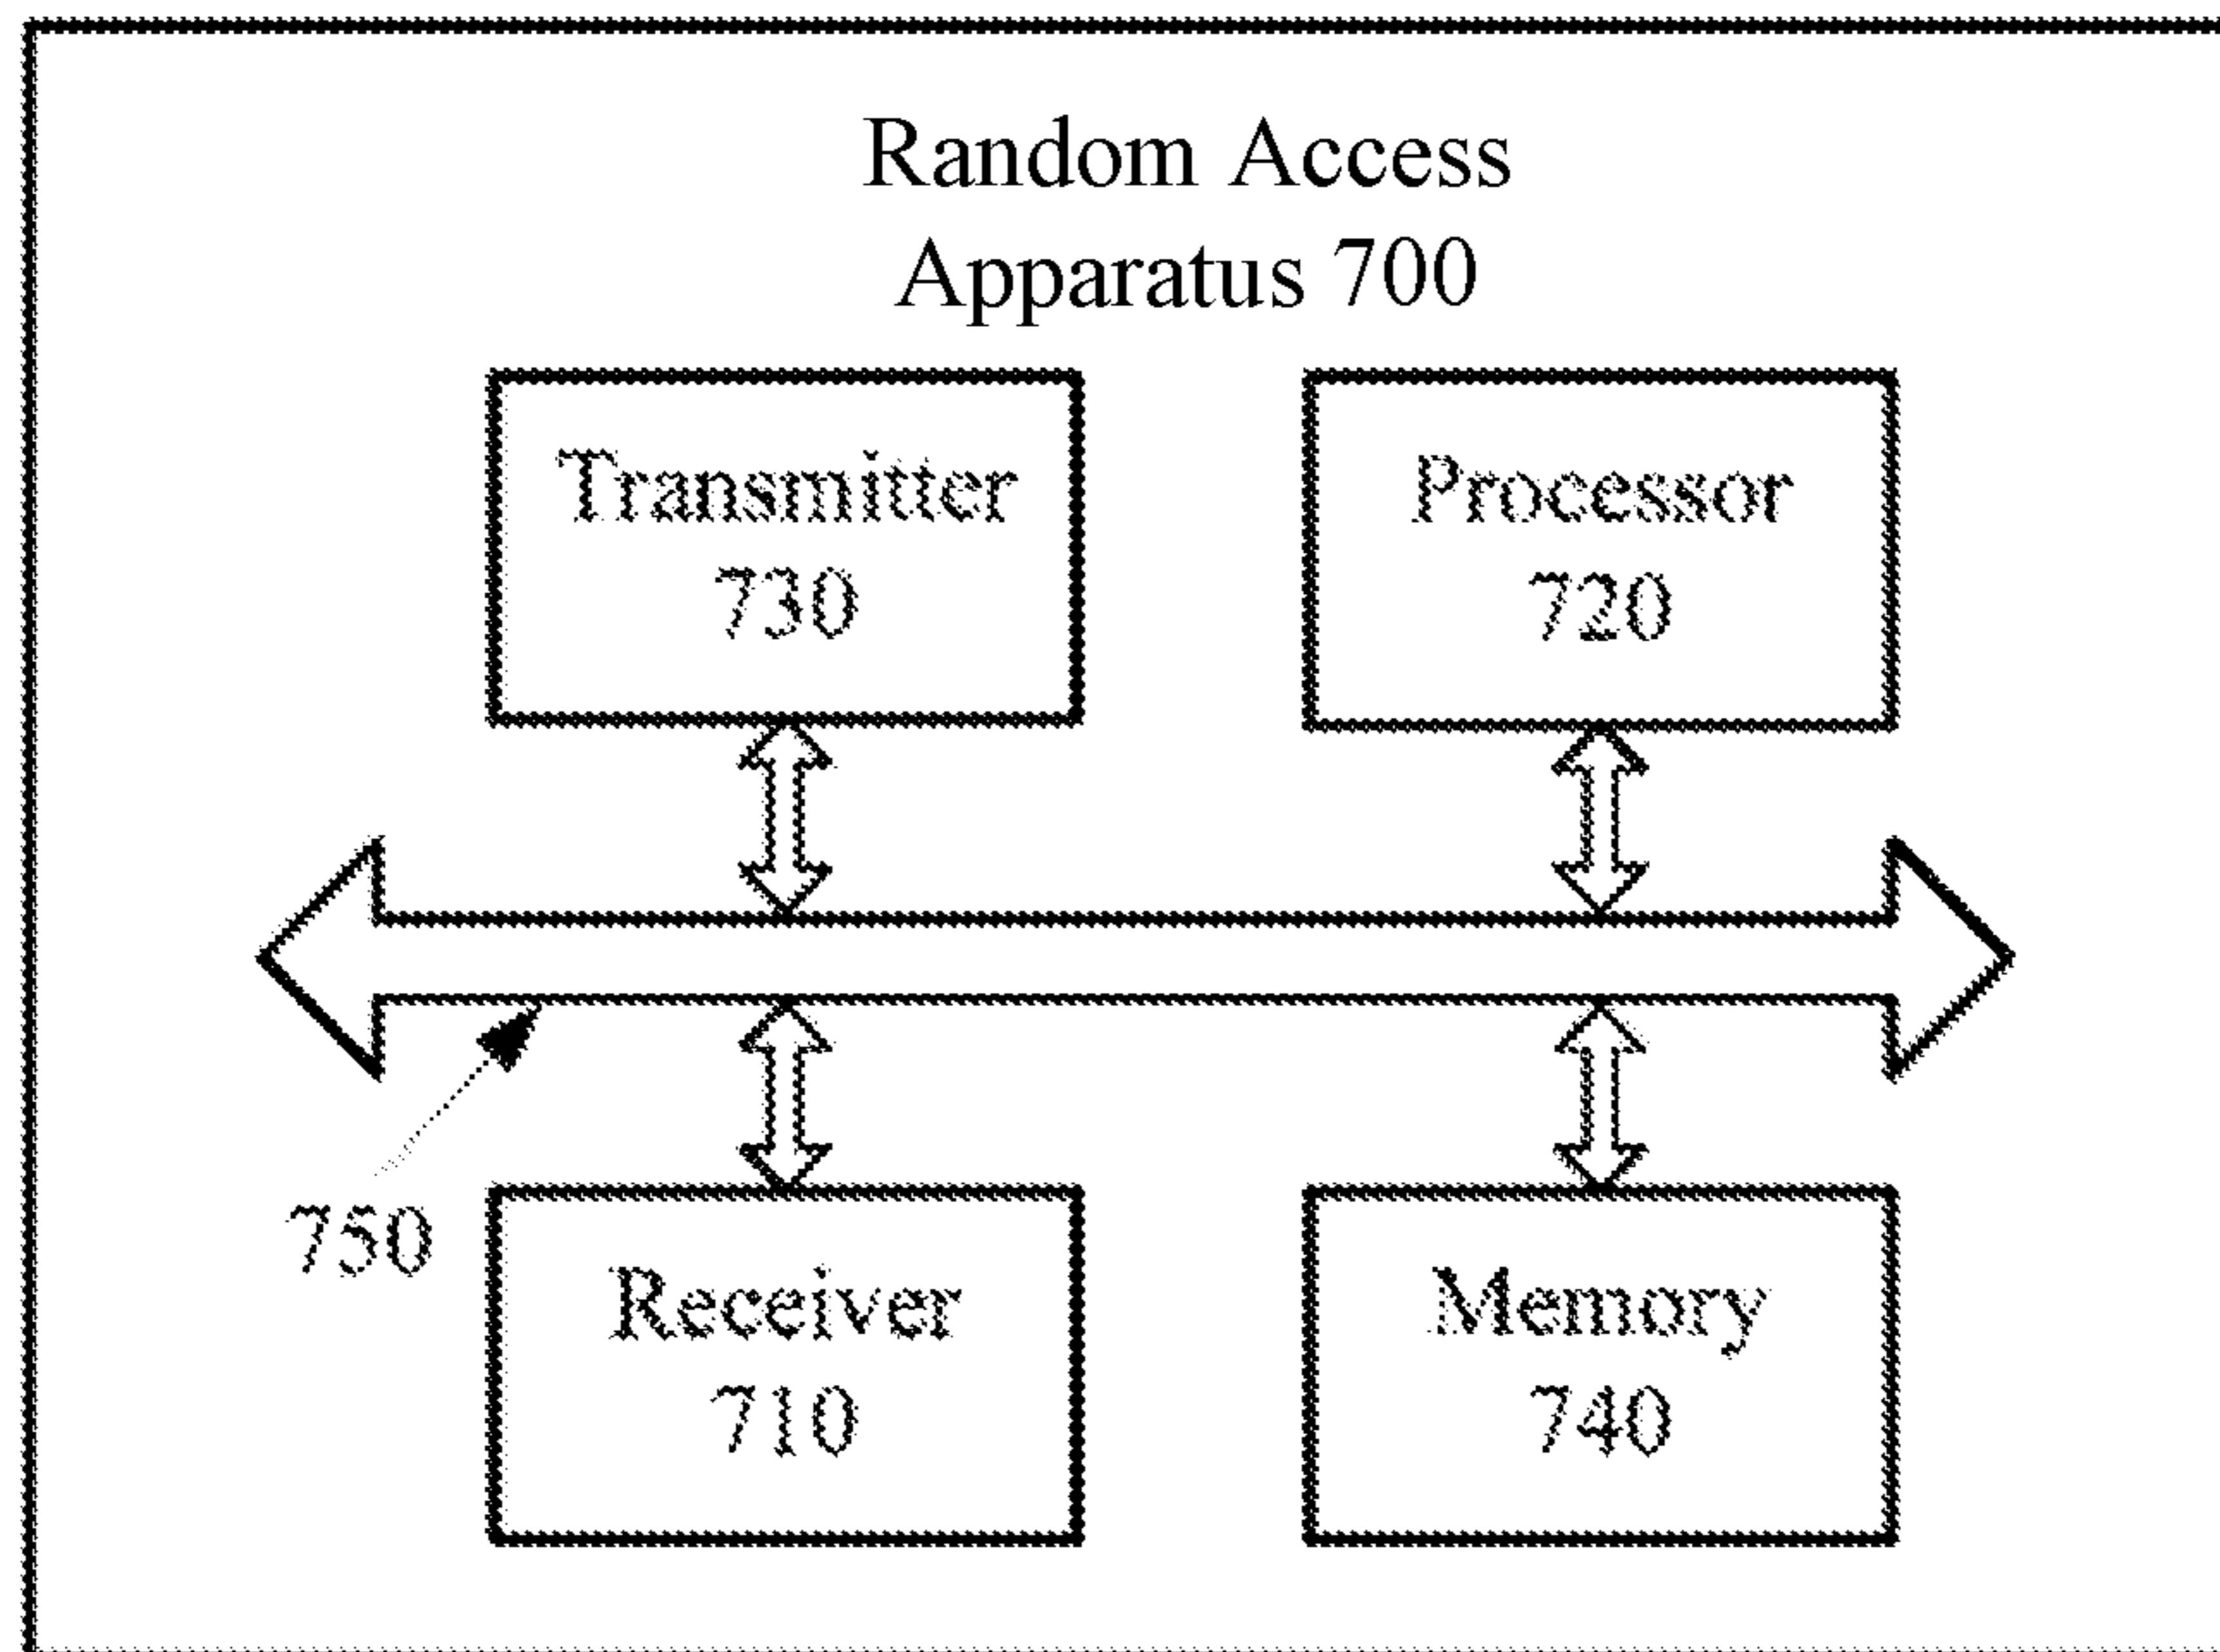 Random Access
Apparatus 700
Transmitter
730
Processor
720
750
Receiver
710
Memory
740